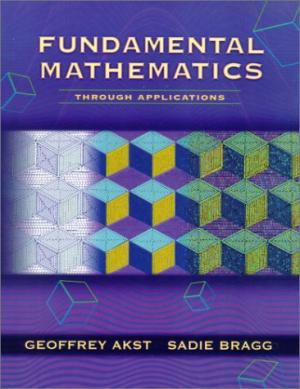 FUNDAMENTAL
MATHEMATICS
THROUGH APPLICATIONS
GEOFFREY AKST SADIE BRAGG